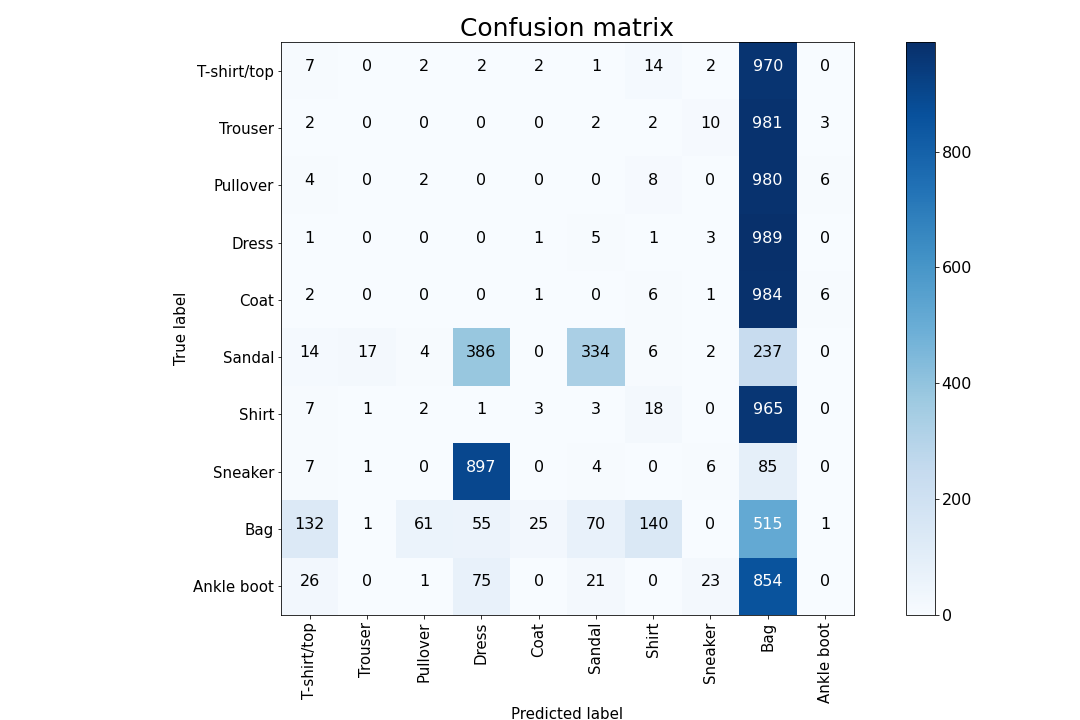 Confusion matrix
T-shirt/top 7 0 2 2 2 1 14 2 970 0
Trouser 2 0 0 0 0 2 2 10 981 3
Pullover 4 0 2 0 0 0 8 0 980 6
Dress 1 0 0 0 1 5 1 3 989 0
Coat 2 0 0 0 1 0 6 1 984 6
Sandal 14 17 4 386 0 334 6 2 237 0
Shirt 7 1 2 1 3 3 18 0 965 0
Sneaker 7 1 0 897 0 4 0 6 85 0
Bag 132 1 61 55 25 70 140 0 515 1
Ankle boot 26 0 1 75 0 21 0 23 854 0
True label
T-shirt/top
Trouser
Pullover
Dress
Coat
Sandal
Shirt
Sneaker
Bag
Ankle boot
Predicted label
800
600
400
200
0